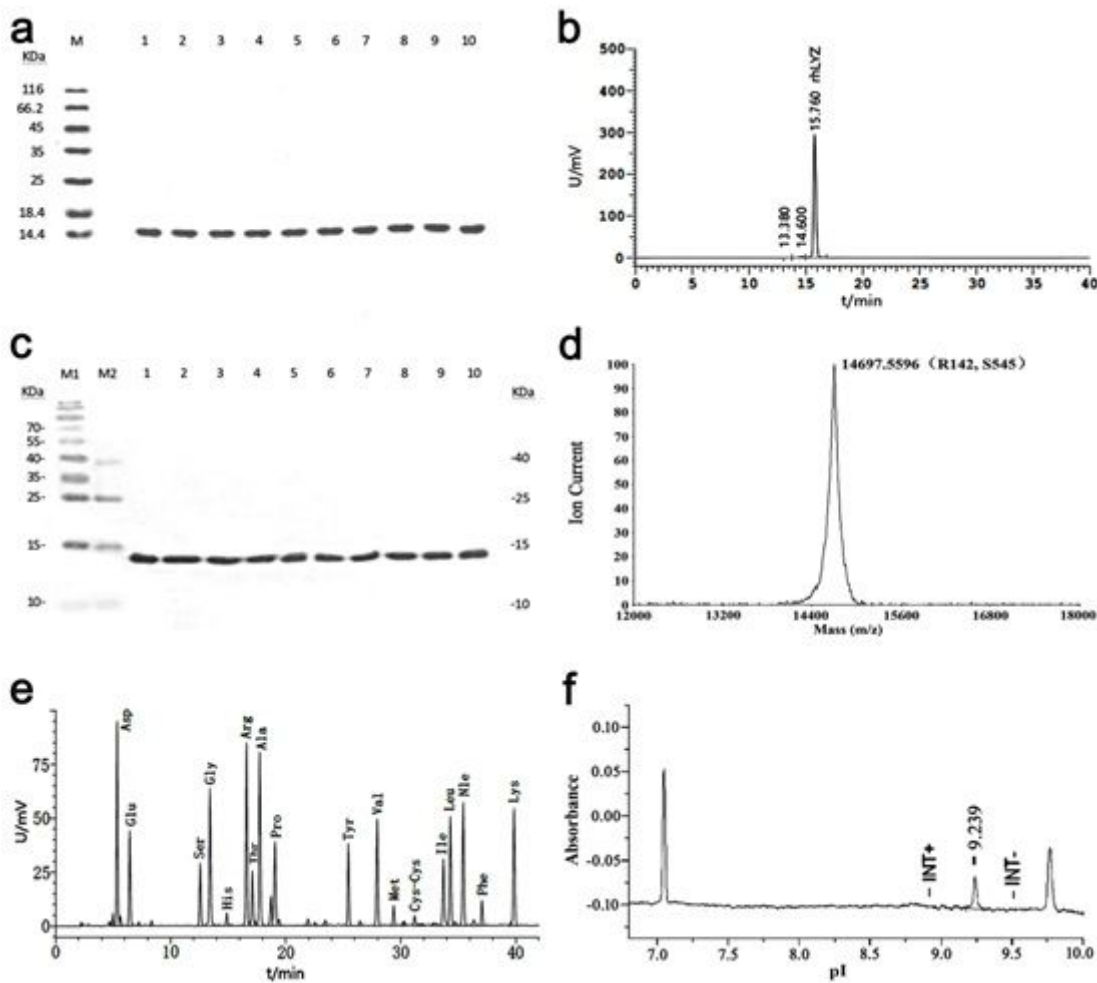 a
M 1 2 3 4 5 6 7 8 9 10
KDa
116
66.2
45
35
25
18.4
14.4
b
500
400
300
200
100
0
U/mV
13.380
14.600
15.760 rhLYZ
0 5 10 15 20 25 30 35 40
t/min
c
M1 M2 1 2 3 4 5 6 7 8 9 10
KDa KDa
70-
55-
40- -40
35-
25- -25
15- -15
10- -10
d
14697.5596 (R142, S545)
100
90
80
70
60
50
40
30
20
10
0
Ion Current
12000 13200 14400 15600 16800 18000
Mass (m/z)
e
75
50
25
0
U/mV
Asp
Glu
Ser
Gly
His
Arg
Thr
Ala
Pro
Tyr
Val
Met
Cys-Cys
Ile
Leu
Nle
Phe
Lys
0 10 20 30 40
t/min
f
0.10
0.05
0.00
-0.05
-0.10
Absorbance
INT+
9.239
INT-
7.0 7.5 8.0 8.5 9.0 9.5 10.0
pI